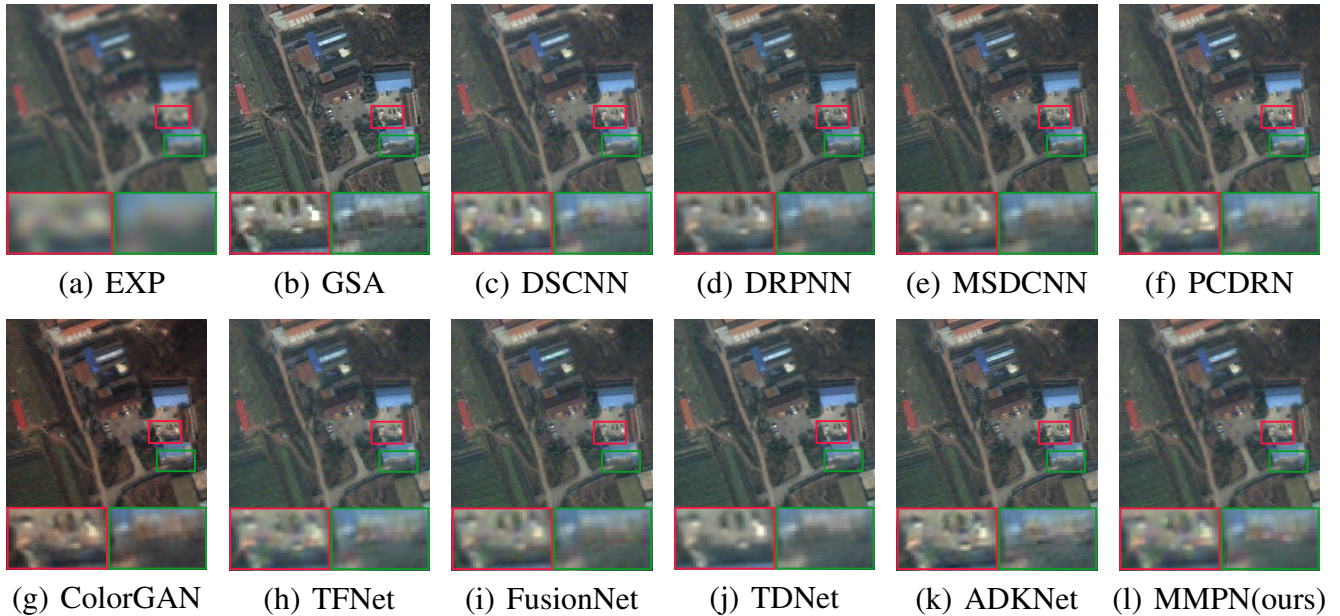 (a) EXP (b) GSA (c) DSCNN (d) DRPNN (e) MSDCNN (f) PCDRN
(g) ColorGAN (h) TFNet (i) FusionNet (j) TDNet (k) ADKNet (l) MMPN(ours)